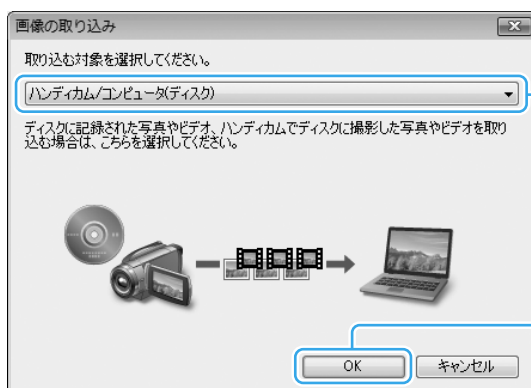 画像の取り込み
取り込む対象を選択してください。
ハンディカム/コンピュータ(ディスク)
ディスクに記録された写真やビデオ、ハンディカムでディスクに撮影した写真やビデオを取り
込む場合は、こちらを選択してください。
OK
キャンセル